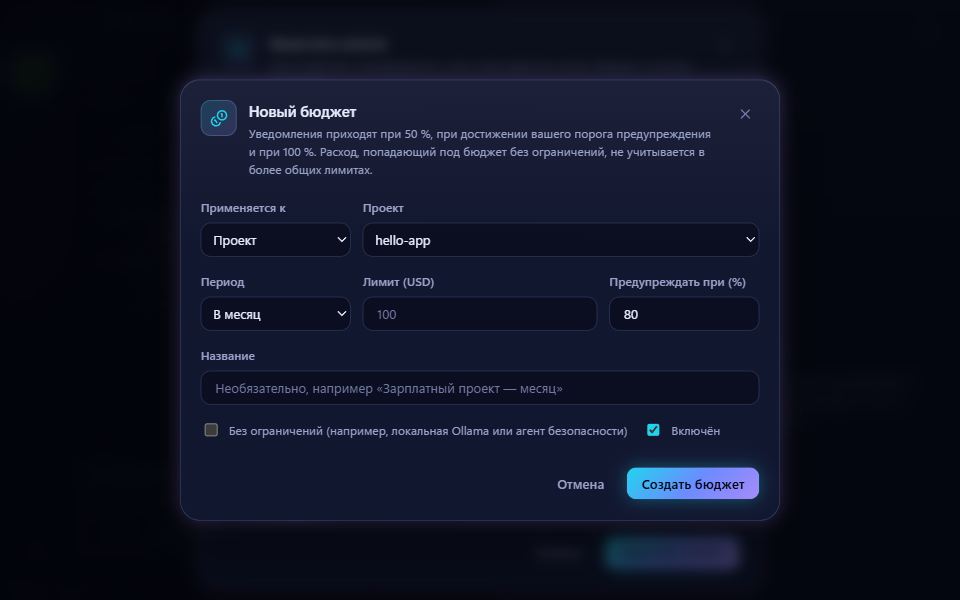 Новый бюджет
Уведомления приходят при 50 %, при достижении вашего порога предупреждения
и при 100 %. Расход, попадающий под бюджет без ограничений, не учитывается в
более общих лимитах.
Применяется к
Проект
Проект
hello-app
Период
Лимит (USD)
Предупреждать при (%)
В месяц
100
80
Название
Необязательно, например «Зарплатный проект — месяц»
Без ограничений (например, локальная Ollama или агент безопасности)
Включён
Отмена
Создать бюджет